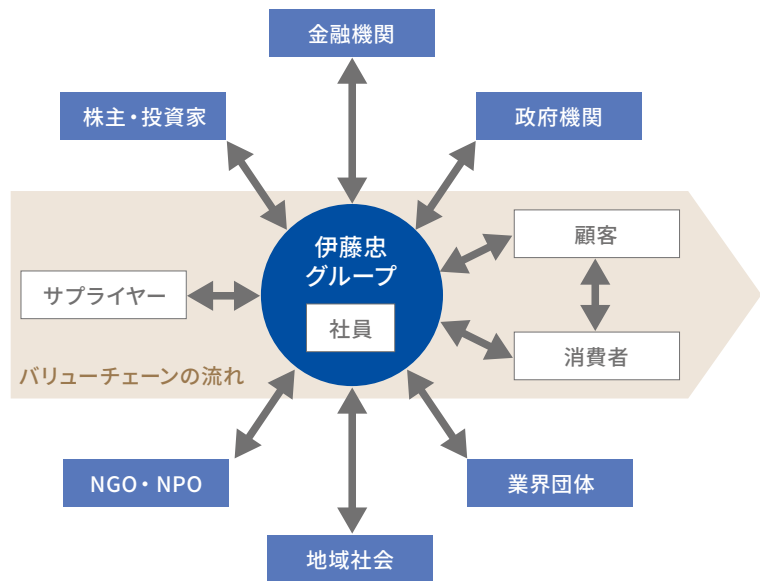 金融機関
株主・投資家
政府機関
伊藤忠
グループ
社員
顧客
サプライヤー
消費者
バリューチェーンの流れ
NGO・NPO
業界団体
地域社会